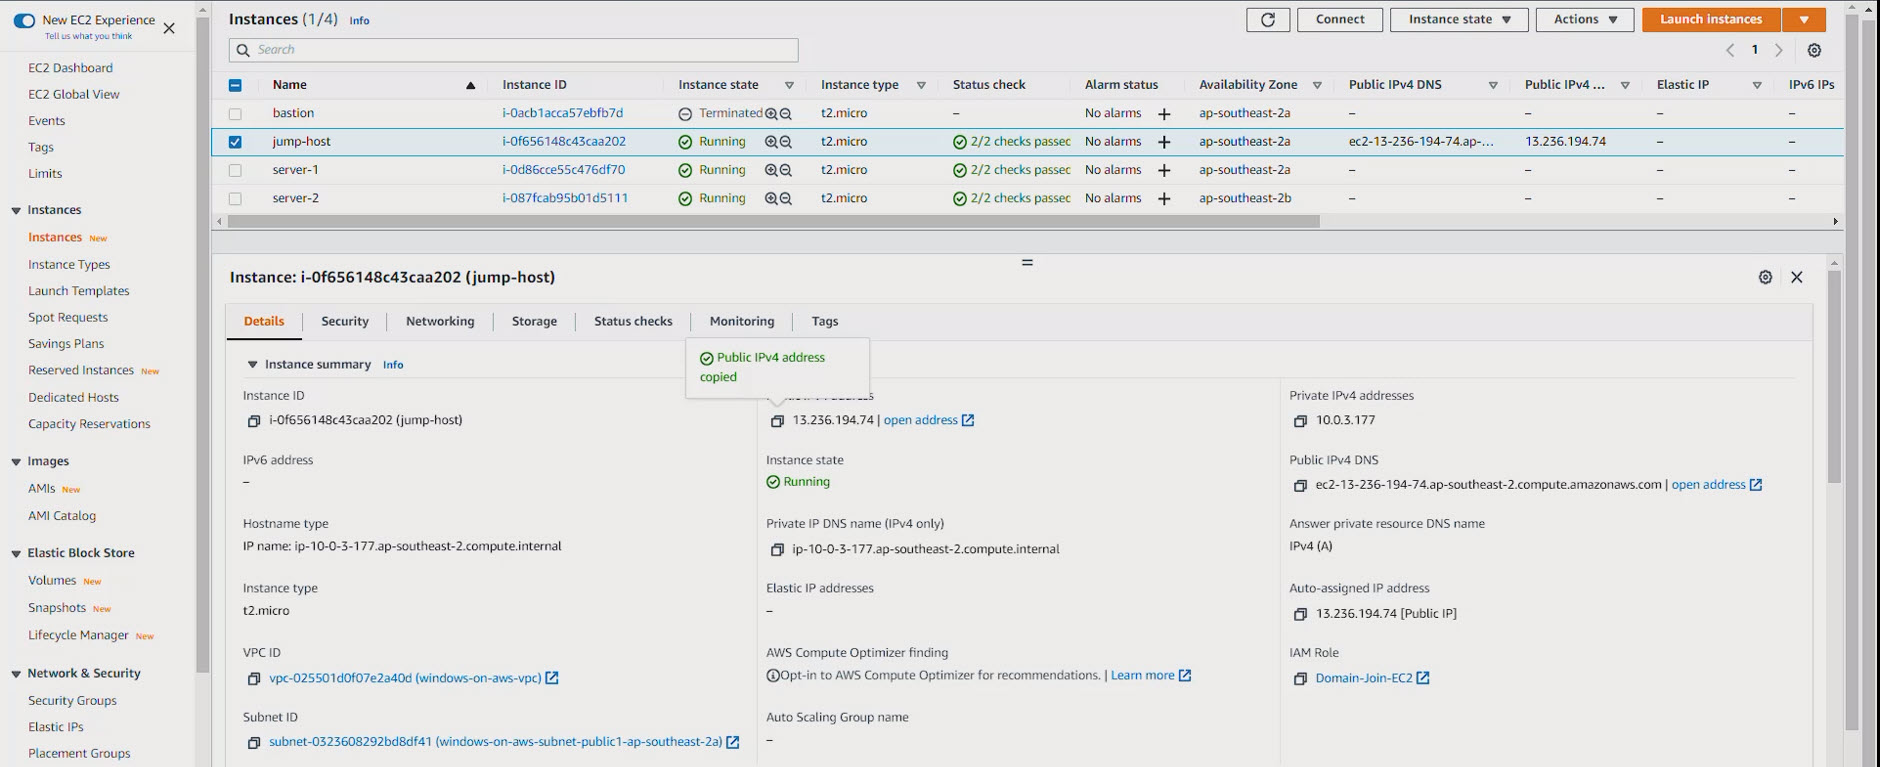 New EC2 Experience
Tell us what you think
EC2 Dashboard
EC2 Global View
Events
Tags
Limits
Instances
Instances New
Instance Types
Launch Templates
Spot Requests
Savings Plans
Reserved Instances New
Dedicated Hosts
Capacity Reservations
Images
AMIs New
AMI Catalog
Elastic Block Store
Volumes New
Snapshots New
Lifecycle Manager New
Network & Security
Security Groups
Elastic IPs
Placement Groups
Instances (1/4) Info
Connect Instance state Actions Launch instances
Search
1
Name Instance ID Instance state Instance type Status check Alarm status Availability Zone Public IPv4 DNS Public IPv4 ... Elastic IP IPv6 IPs
bastion i-0acb1acca57ebfb7d Terminated t2.micro – No alarms + ap-southeast-2a – – – –
jump-host i-0f656148c43caa202 Running t2.micro 2/2 checks passed No alarms + ap-southeast-2a ec2-13-236-194-74.ap-... 13.236.194.74 – –
server-1 i-0d86cce55c476df70 Running t2.micro 2/2 checks passed No alarms + ap-southeast-2a – – – –
server-2 i-087fcab95b01d5111 Running t2.micro 2/2 checks passed No alarms + ap-southeast-2b – – – –
Instance: i-0f656148c43caa202 (jump-host)
Details Security Networking Storage Status checks Monitoring Tags
Public IPv4 address
copied
Instance summary Info
Instance ID
i-0f656148c43caa202 (jump-host)
13.236.194.74 | open address
Private IPv4 addresses
10.0.3.177
IPv6 address
–
Instance state
Running
Public IPv4 DNS
ec2-13-236-194-74.ap-southeast-2.compute.amazonaws.com | open address
Hostname type
IP name: ip-10-0-3-177.ap-southeast-2.compute.internal
Private IP DNS name (IPv4 only)
ip-10-0-3-177.ap-southeast-2.compute.internal
Answer private resource DNS name
IPv4 (A)
Instance type
t2.micro
Elastic IP addresses
–
Auto-assigned IP address
13.236.194.74 [Public IP]
VPC ID
vpc-025501d0f07e2a40d (windows-on-aws-vpc)
AWS Compute Optimizer finding
Opt-in to AWS Compute Optimizer for recommendations. | Learn more
IAM Role
Domain-Join-EC2
Subnet ID
subnet-0323608292bd8df41 (windows-on-aws-subnet-public1-ap-southeast-2a)
Auto Scaling Group name
–